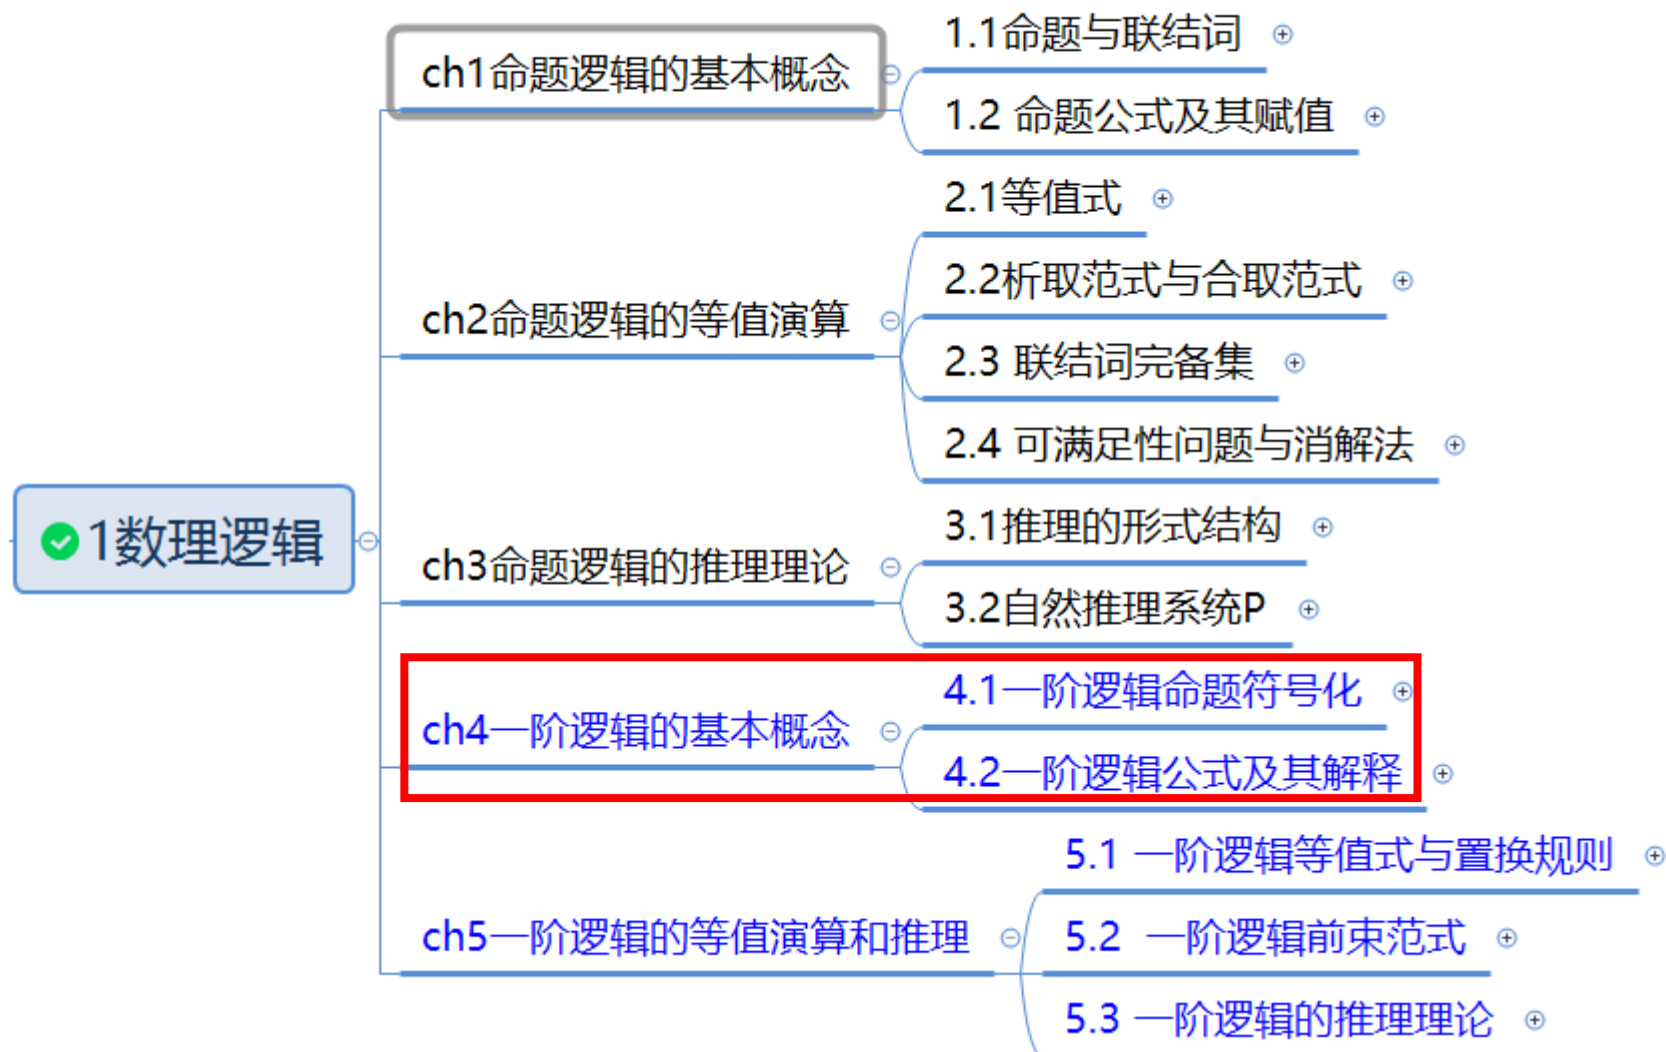 1数理逻辑
ch1命题逻辑的基本概念
1.1命题与联结词
1.2 命题公式及其赋值
ch2命题逻辑的等值演算
2.1等值式
2.2析取范式与合取范式
2.3 联结词完备集
2.4 可满足性问题与消解法
ch3命题逻辑的推理理论
3.1推理的形式结构
3.2自然推理系统P
ch4一阶逻辑的基本概念
4.1一阶逻辑命题符号化
4.2一阶逻辑公式及其解释
ch5一阶逻辑的等值演算和推理
5.1 一阶逻辑等值式与置换规则
5.2 一阶逻辑前束范式
5.3 一阶逻辑的推理理论